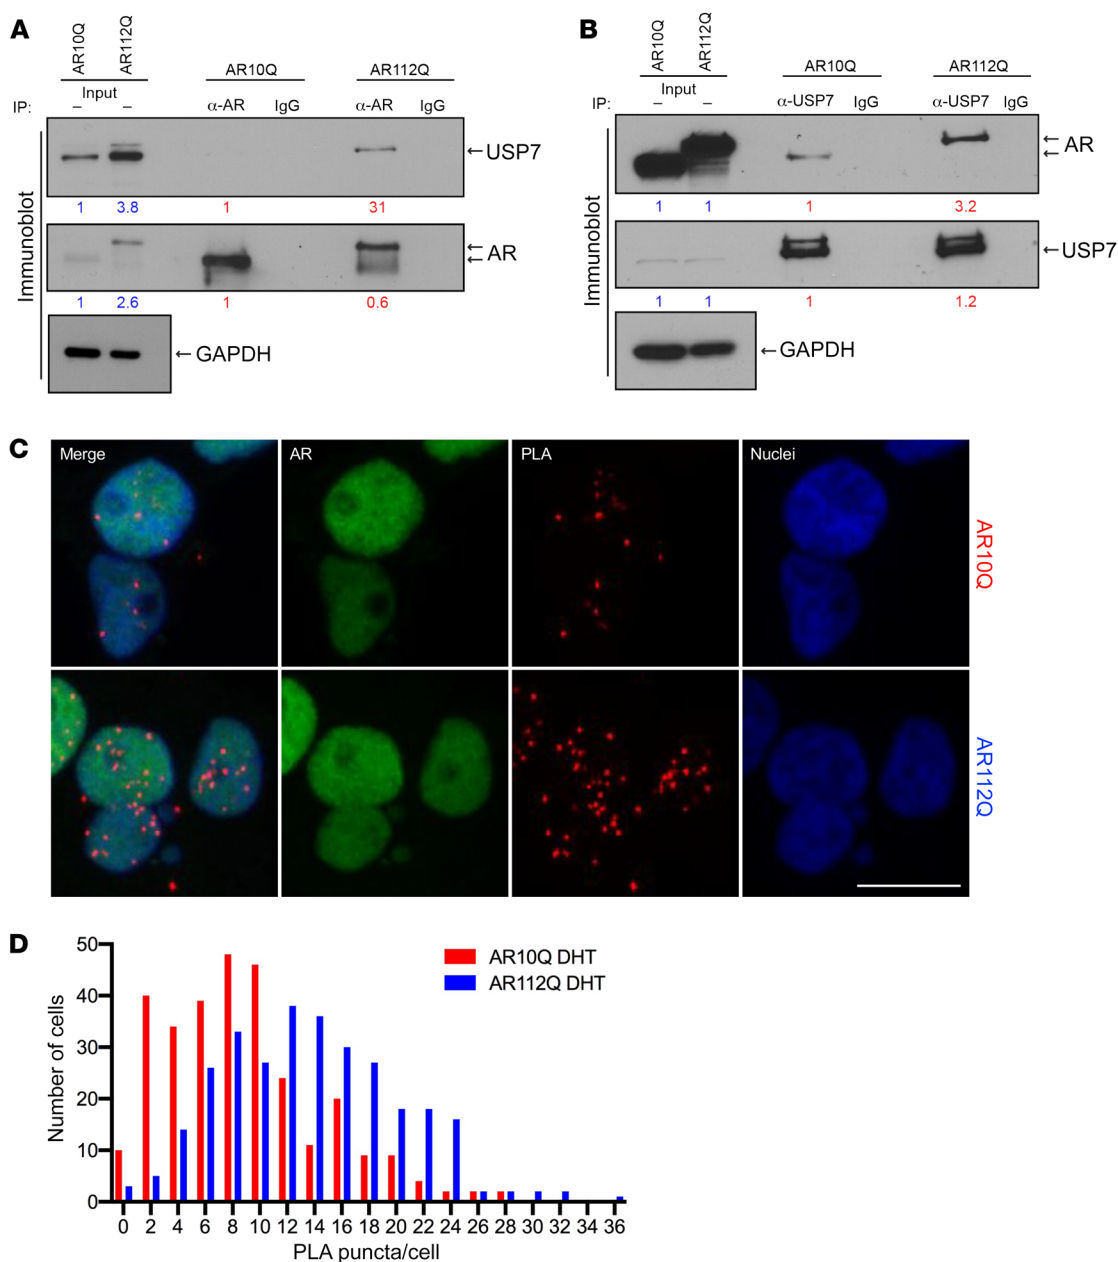 A
AR10Q
AR112Q
Input
AR10Q
AR112Q
IP:
–
–
α-AR
IgG
α-AR
IgG
Immunoblot
←USP7
1
3.8
1
31
←
←
AR
1
2.6
1
0.6
←GAPDH
B
AR10Q
AR112Q
Input
AR10Q
AR112Q
IP:
–
–
α-USP7
IgG
α-USP7
IgG
Immunoblot
←
←
AR
1
1
1
3.2
←USP7
1
1
1
1.2
←GAPDH
C
Merge
AR
PLA
Nuclei
AR10Q
AR112Q
D
Number of cells
50
40
30
20
10
0
AR10Q DHT
AR112Q DHT
0 2 4 6 8 10 12 14 16 18 20 22 24 26 28 30 32 34 36
PLA puncta/cell